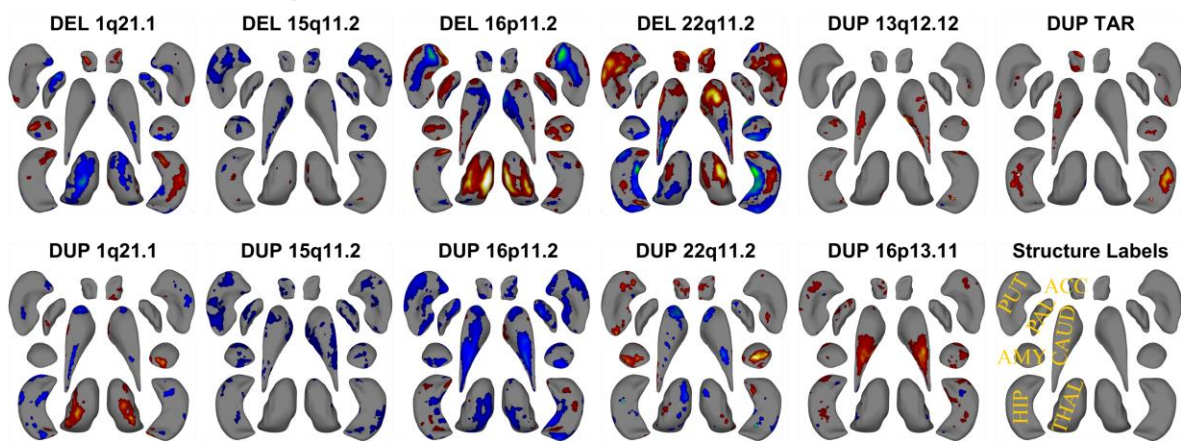 DEL 1q21.1 DEL 15q11.2 DEL 16p11.2 DEL 22q11.2 DUP 13q12.12 DUP TAR
DUP 1q21.1 DUP 15q11.2 DUP 16p11.2 DUP 22q11.2 DUP 16p13.11 Structure Labels
PUT
ACC
PAL
CAUD
AMY
HIP
THAL